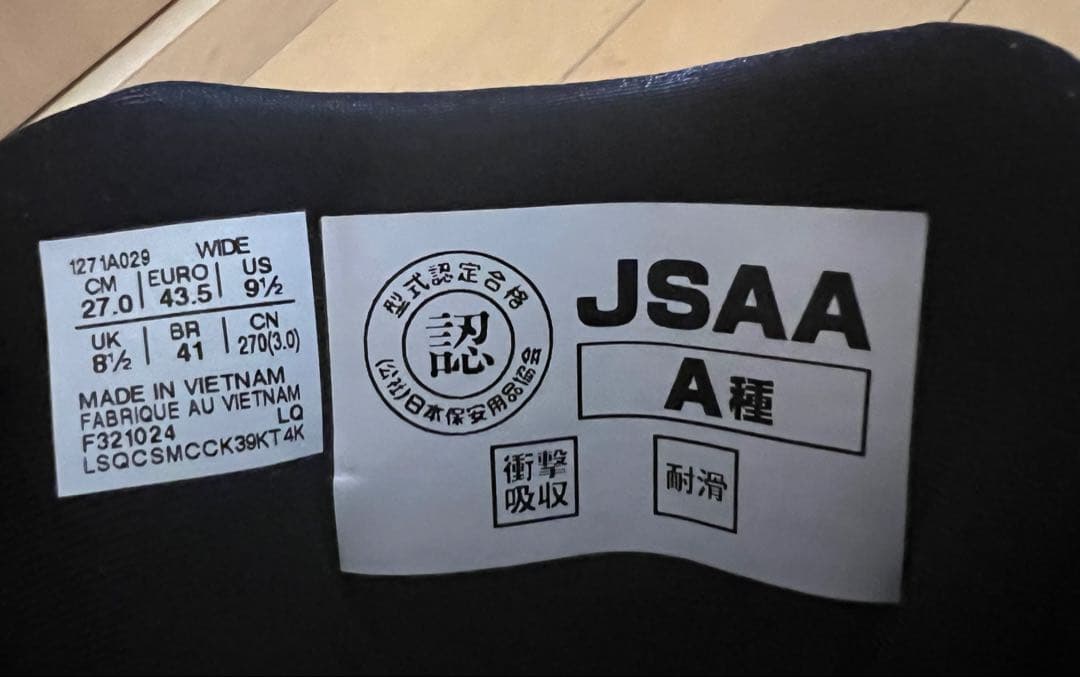 1271A029 WIDE
CM EURO US
27.0 43.5 9½
UK BR CN
8½ 41 270(3.0)
MADE IN VIETNAM
FABRIQUE AU VIETNAM
F321024 LQ
LSQCSMCCK39KT4K
型式認定合格
認
(公社)日本保安用品協会
JSAA
A種
衝撃
吸収
耐滑